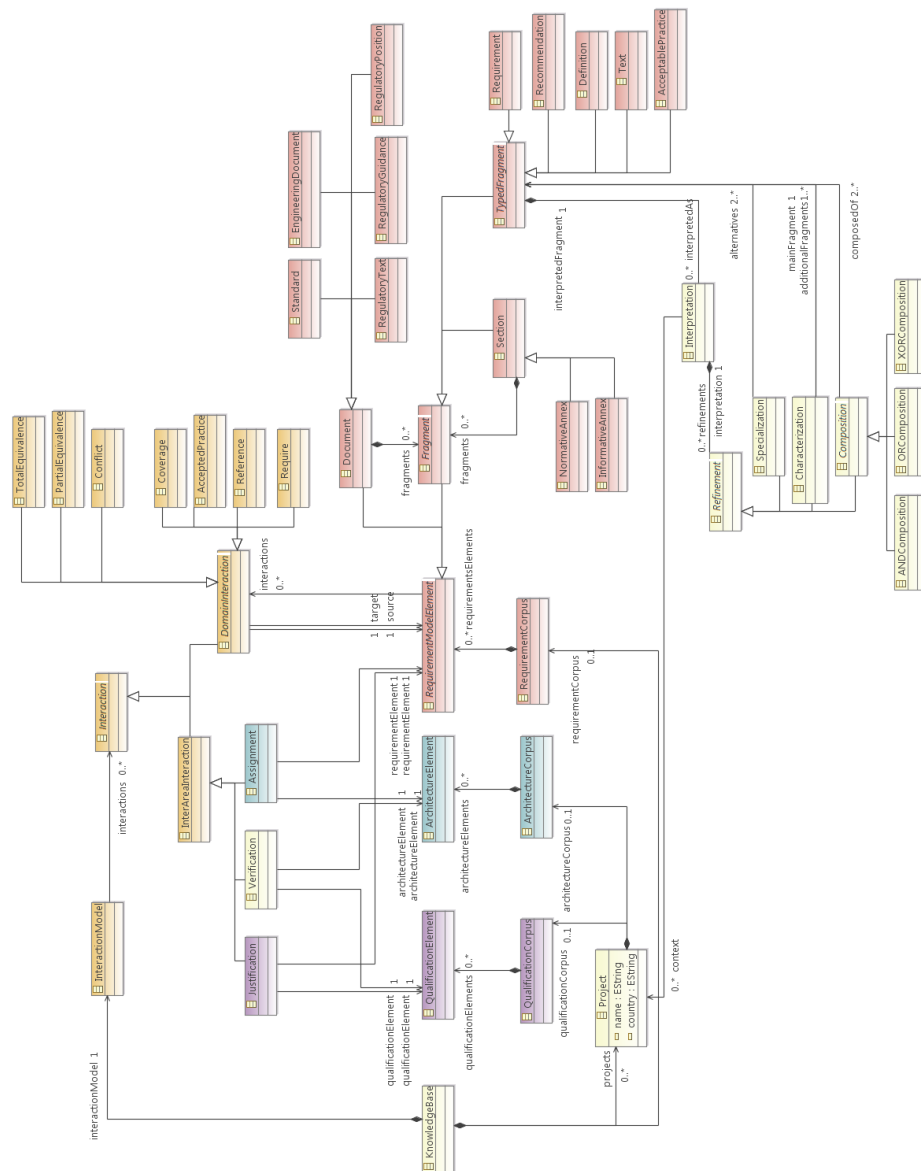 KnowledgeBase
interactionModel 1
InteractionModel
interactions 0..*
Interaction
InterAreaInteraction
DomainInteraction
TotalEquivalence
PartialEquivalence
Conflict
Coverage
AcceptedPractice
Reference
Require
Justification
Verification
Assignment
interactions
0..*
1 target
1 source
qualificationElement 1
qualificationElement 1
architectureElement 1
architectureElement 1
requirementElement 1
requirementElement 1
QualificationElement
ArchitectureElement
RequirementModelElement
qualificationElements 0..*
architectureElements 0..*
0..* requirementsElements
QualificationCorpus
ArchitectureCorpus
RequirementCorpus
qualificationCorpus 0..1
architectureCorpus 0..1
requirementCorpus
0..1
projects
0..*
Project
name : EString
country : EString
0..* context
Standard
EngineeringDocument
RegulatoryText
RegulatoryGuidance
RegulatoryPosition
Document
fragments 0..*
Fragment
fragments 0..*
Section
NormativeAnnex
InformativeAnnex
TypedFragment
Requirement
Recommendation
Definition
Text
AcceptablePractice
interpretedFragment 1
0..* interpretedAs
Interpretation
0..* refinements
interpretation 1
Refinement
Specialization
Characterization
Composition
alternatives 2..*
mainFragment 1
additionalFragments1..*
composedOf 2..*
ANDComposition
ORComposition
XORComposition